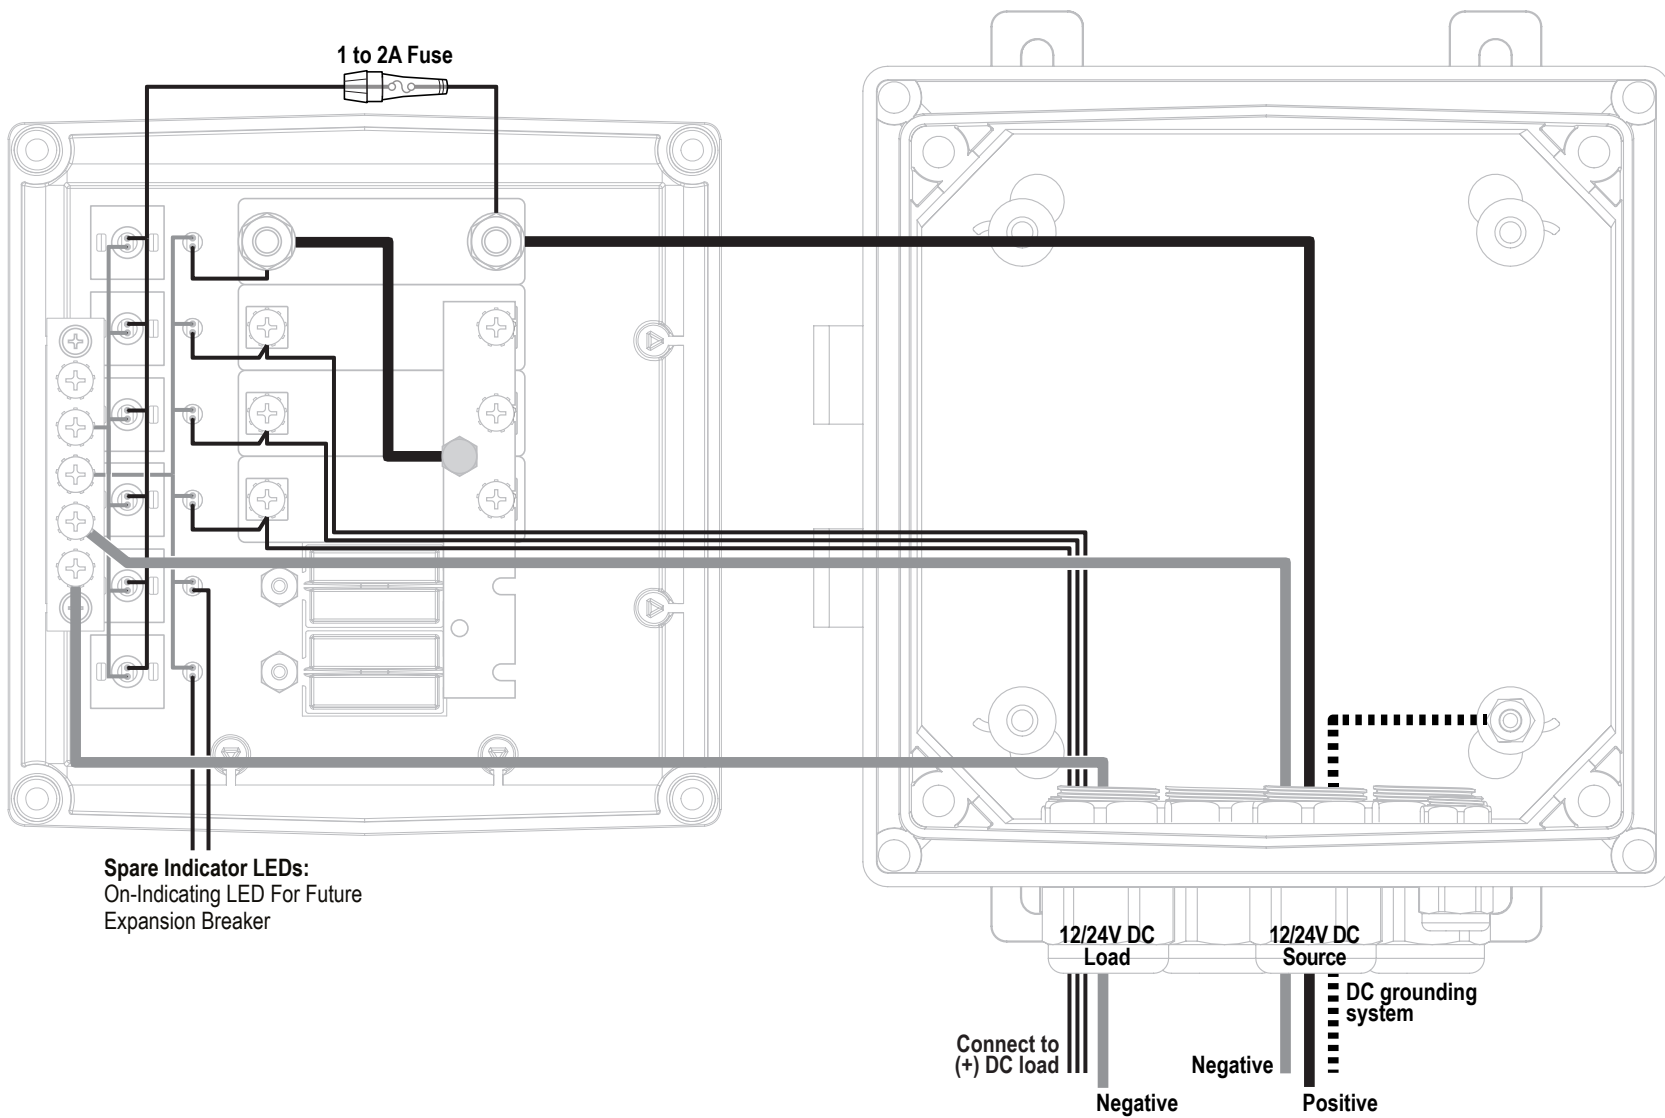 1 to 2A Fuse
Spare Indicator LEDs:
On-Indicating LED For Future
Expansion Breaker
12/24V DC
Load
12/24V DC
Source
DC grounding
system
Connect to
(+) DC load
Negative
Negative
Positive